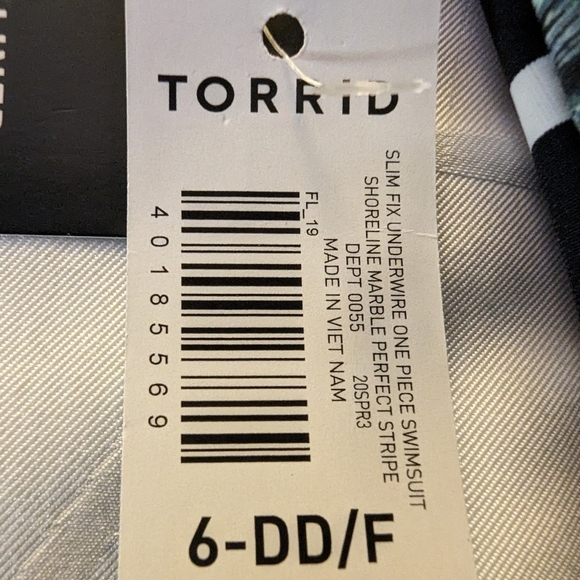 TORRID
SLIM FIX UNDERWIRE ONE PIECE SWIMSUIT
SHORELINE MARBLE PERFECT STRIPE
DEPT 0055 20SPR3
MADE IN VIET NAM
FL_19
40185569
6-DD/F